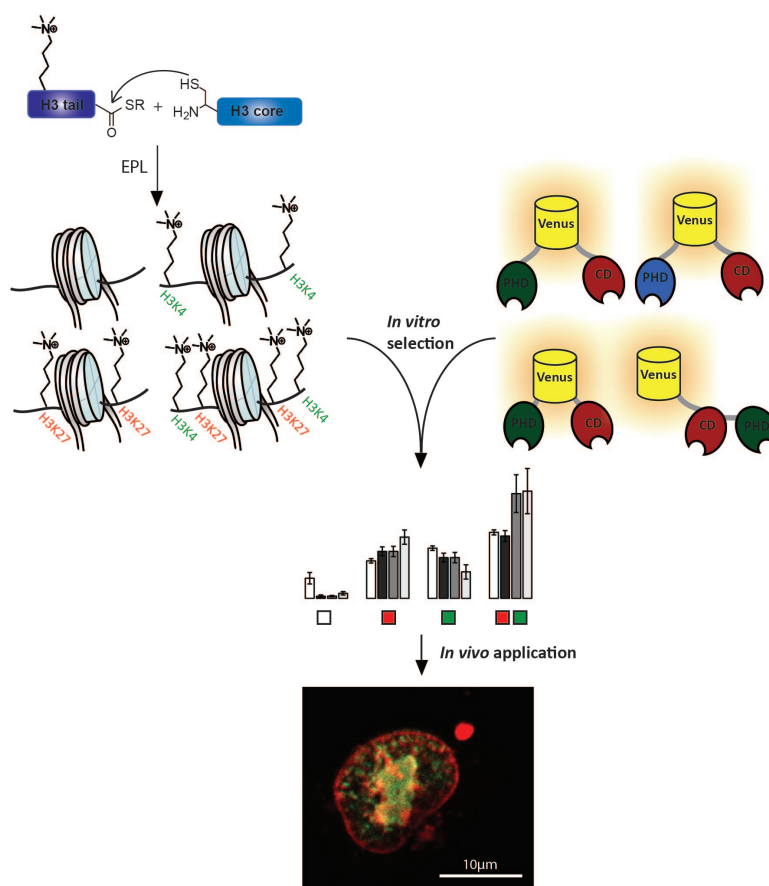 N⊕
HS
H3 tail
SR
+
H₂N
H3 core
O
EPL
N⊕
N⊕
H3K4
H3K4
N⊕
N⊕
H3K27
H3K27
N⊕
N⊕
N⊕
N⊕
H3K4
H3K27
H3K27
H3K4
Venus
PHD
CD
Venus
PHD
CD
Venus
PHD
CD
Venus
CD
PHD
In vitro
selection
In vivo application
10μm